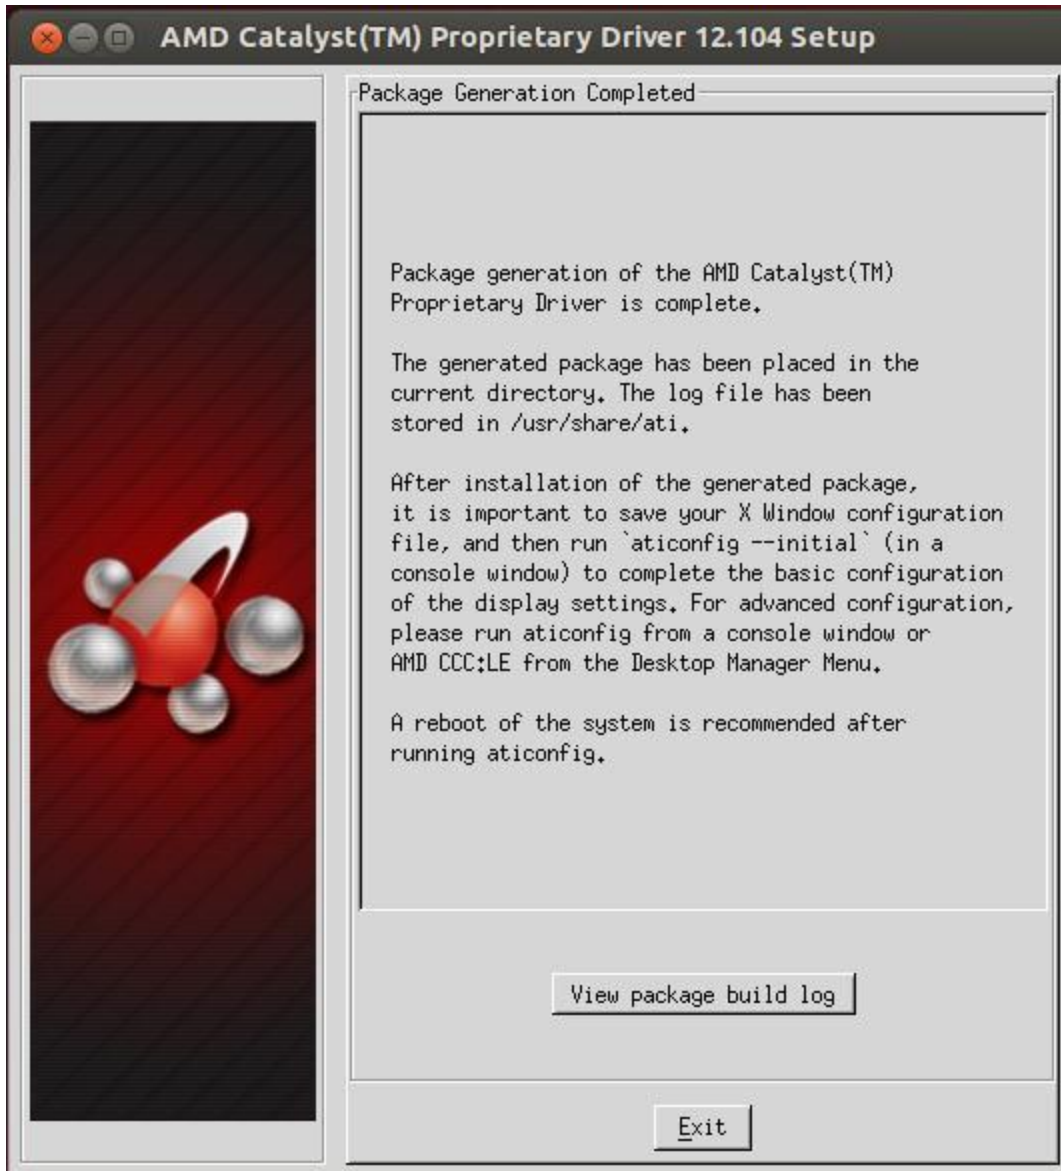 AMD Catalyst(TM) Proprietary Driver 12.104 Setup
Package Generation Completed
Package generation of the AMD Catalyst(TM)
Proprietary Driver is complete.
The generated package has been placed in the
current directory. The log file has been
stored in /usr/share/ati.
After installation of the generated package,
it is important to save your X Window configuration
file, and then run `aticonfig --initial` (in a
console window) to complete the basic configuration
of the display settings. For advanced configuration,
please run aticonfig from a console window or
AMD CCC:LE from the Desktop Manager Menu.
A reboot of the system is recommended after
running aticonfig.
View package build log
Exit